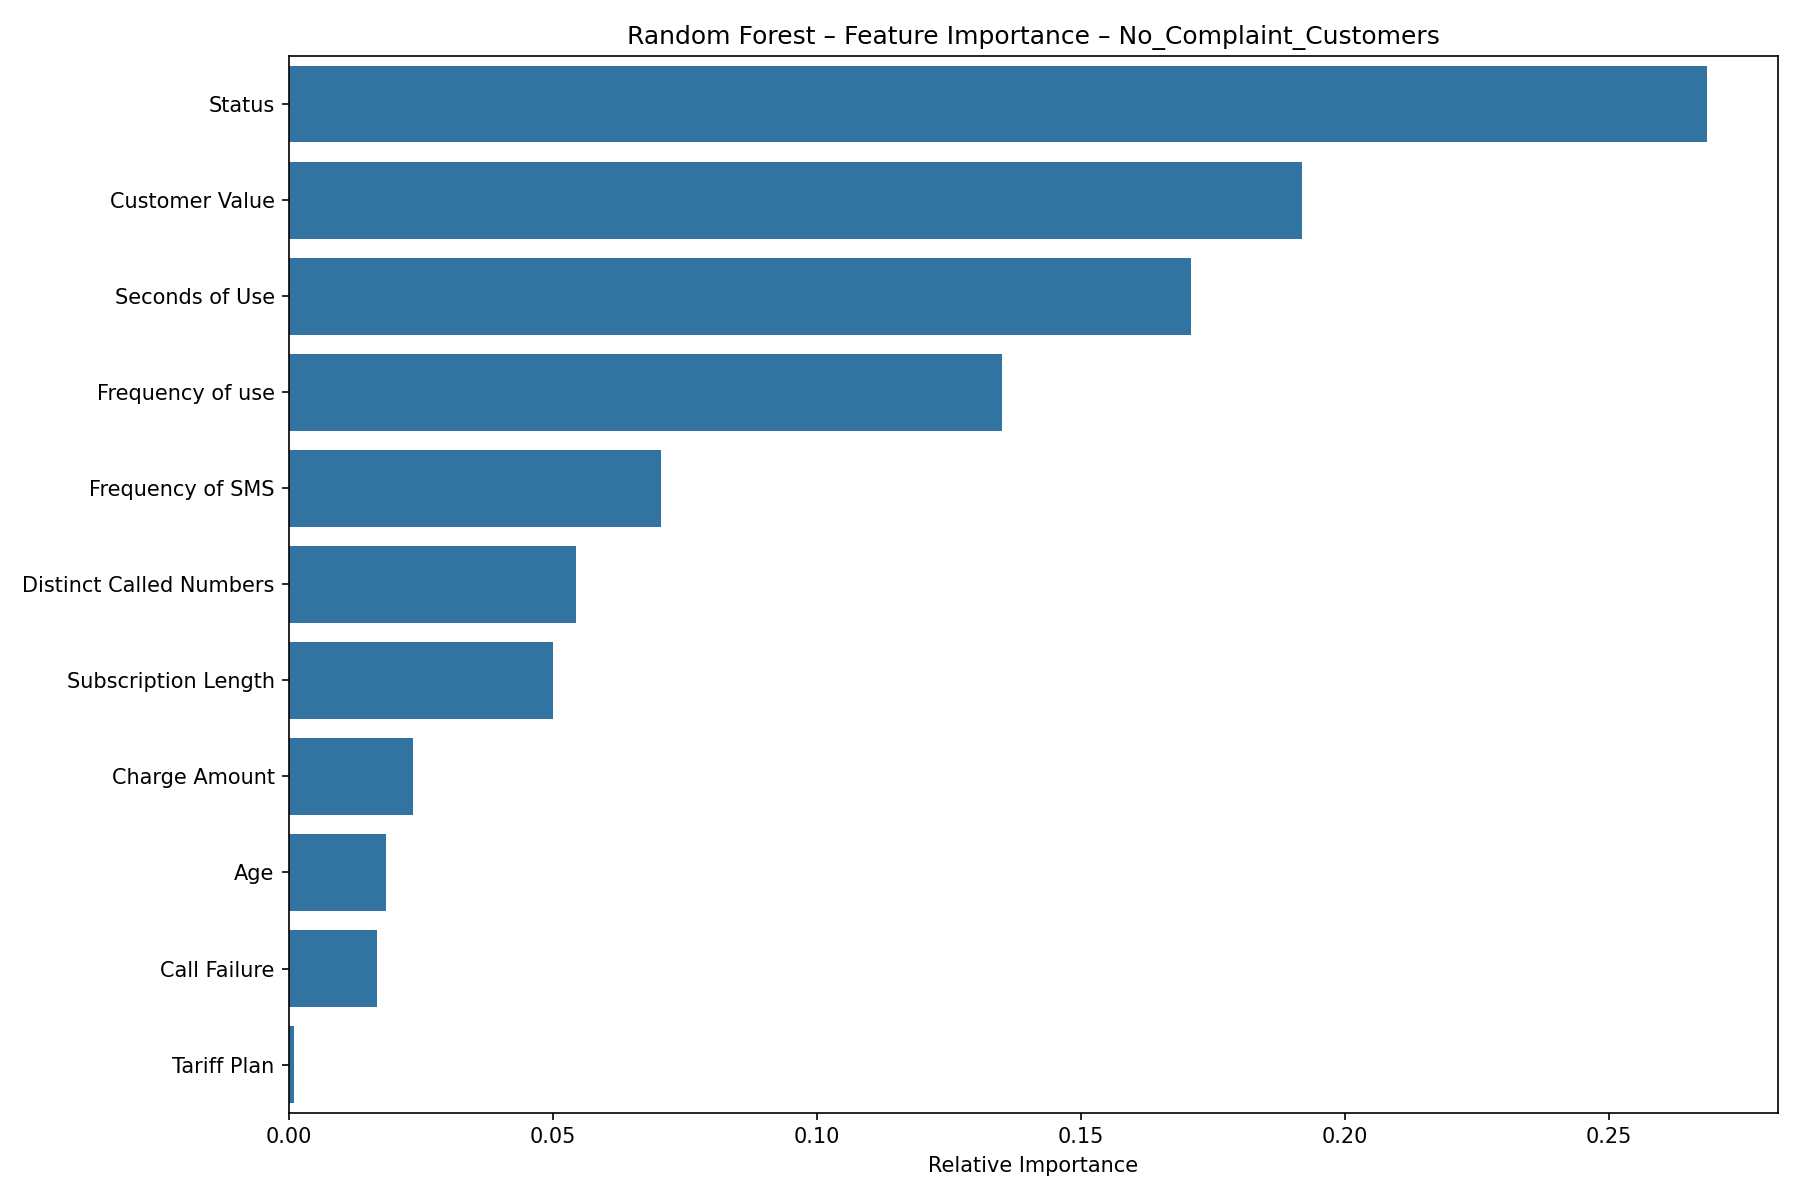 Random Forest – Feature Importance – No_Complaint_Customers
Status
Customer Value
Seconds of Use
Frequency of use
Frequency of SMS
Distinct Called Numbers
Subscription Length
Charge Amount
Age
Call Failure
Tariff Plan
0.00 0.05 0.10 0.15 0.20 0.25
Relative Importance